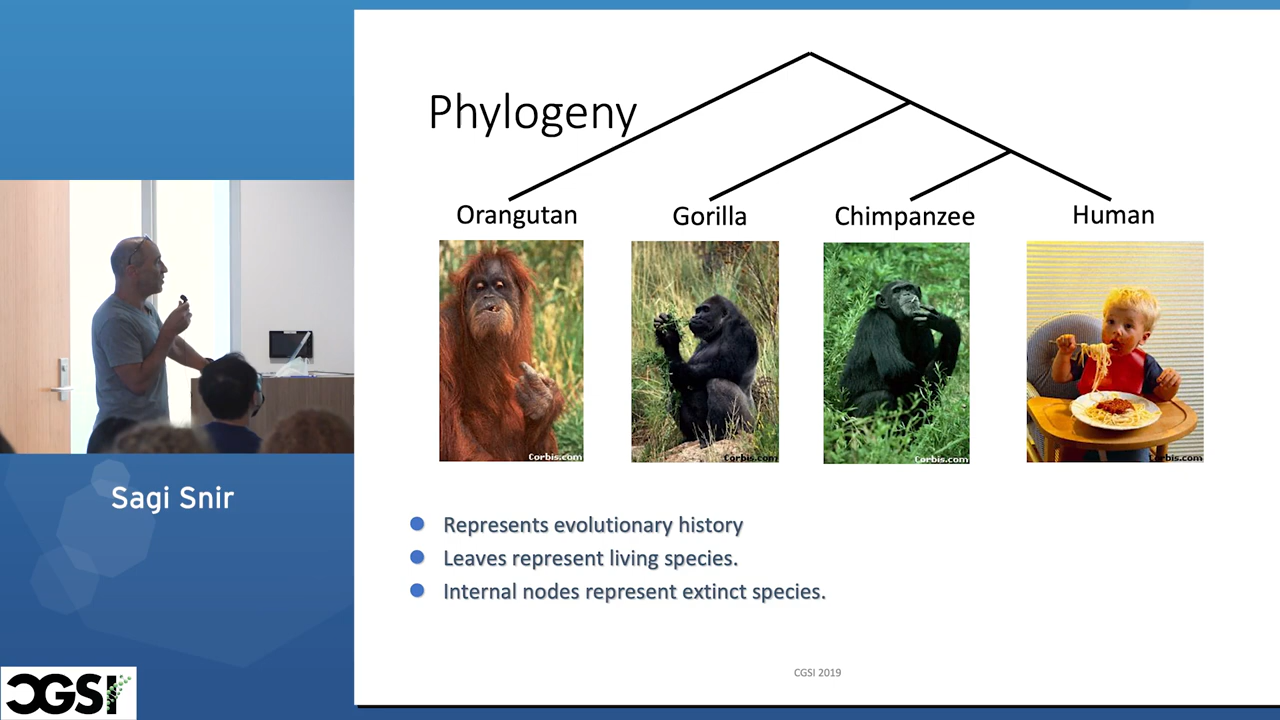 Phylogeny
Orangutan Gorilla Chimpanzee Human
Corbis.com Corbis.com Corbis.com Corbis.com
Represents evolutionary history
Leaves represent living species.
Internal nodes represent extinct species.
CGSI 2019
Sagi Snir
CGSI